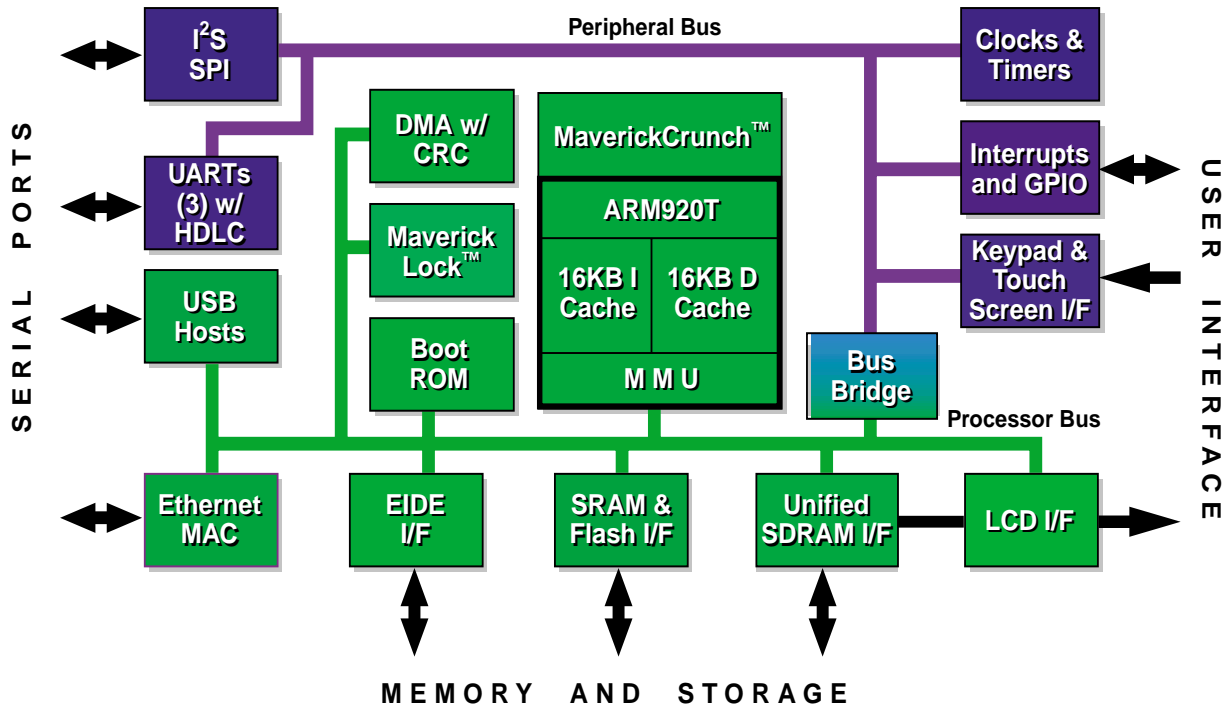 I²S
SPI
Peripheral Bus
Clocks &
Timers
DMA w/
CRC
MaverickCrunch™
UARTs
(3) w/
HDLC
Interrupts
and GPIO
ARM920T
Maverick
Lock™
16KB I
Cache
16KB D
Cache
Keypad &
Touch
Screen I/F
USB
Hosts
Boot
ROM
MMU
Bus
Bridge
Processor Bus
Ethernet
MAC
EIDE
I/F
SRAM &
Flash I/F
Unified
SDRAM I/F
LCD I/F
SERIAL PORTS
USER INTERFACE
MEMORY AND STORAGE